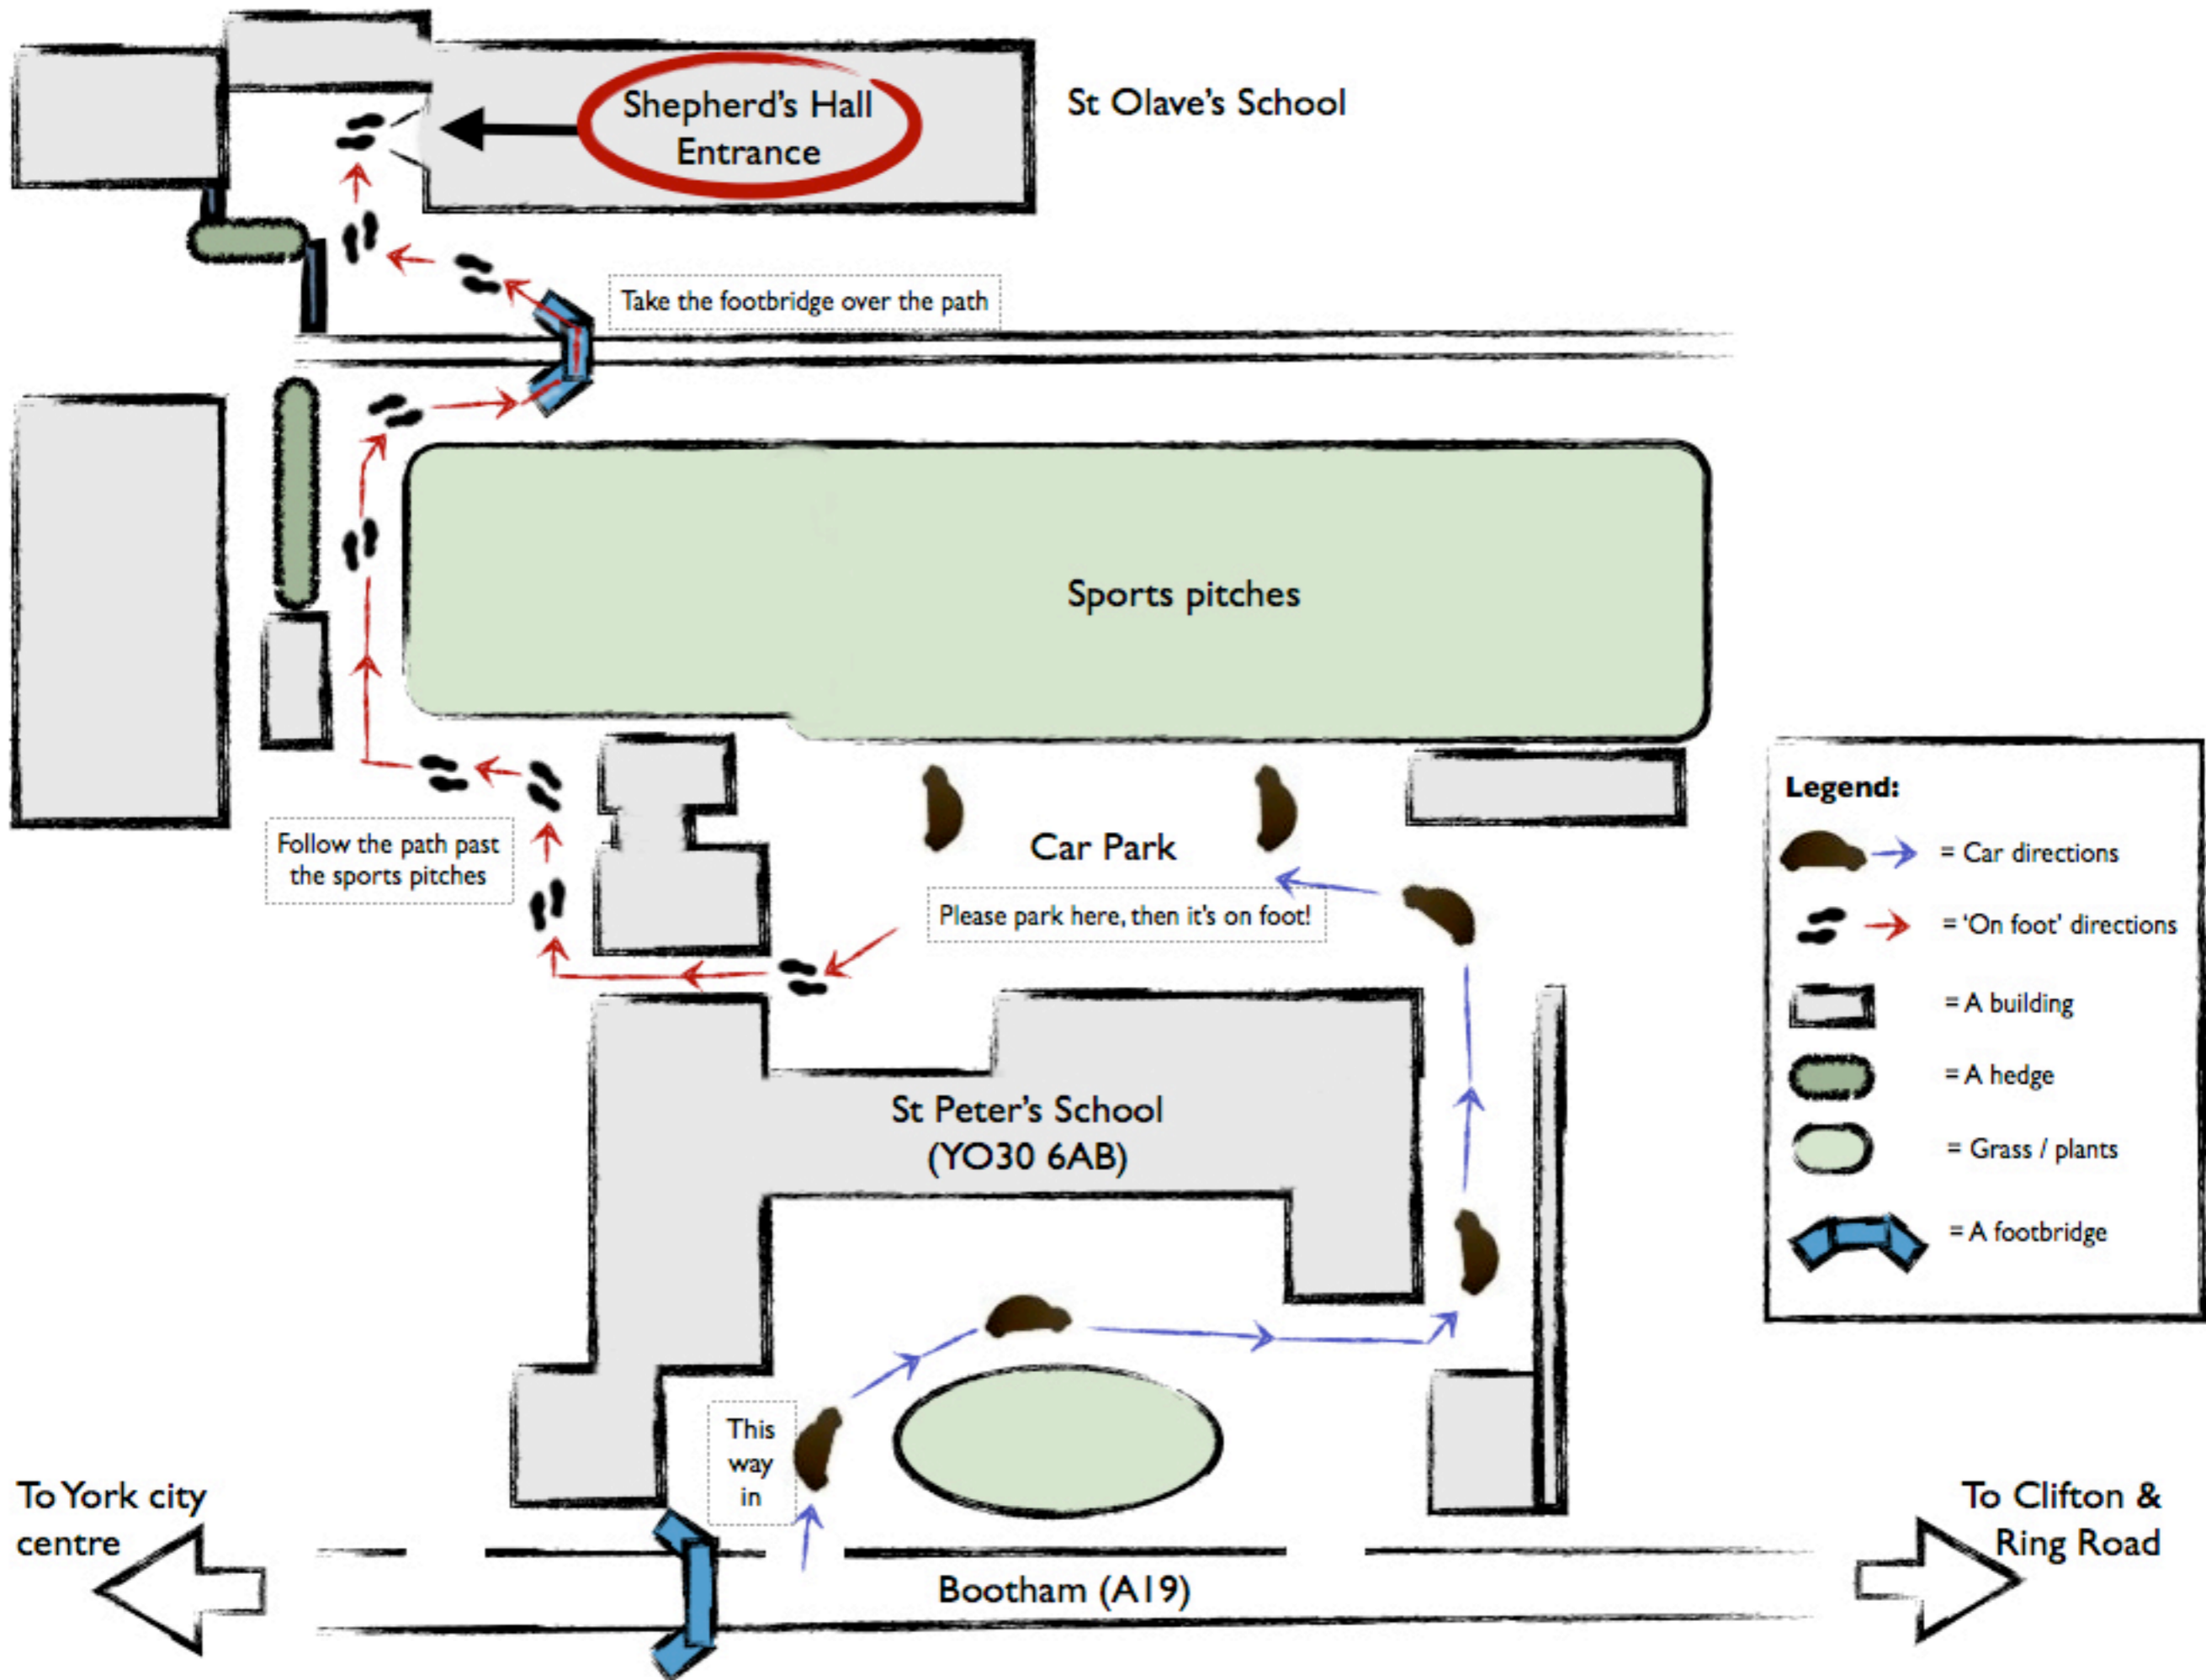 Shepherd's Hall
Entrance
St Olave's School
Take the footbridge over the path
Sports pitches
Follow the path past
the sports pitches
Car Park
Please park here, then it's on foot!
Legend:
= Car directions
= 'On foot' directions
= A building
= A hedge
= Grass / plants
= A footbridge
St Peter's School
(YO30 6AB)
This
way
in
To York city
centre
Bootham (A19)
To Clifton &
Ring Road